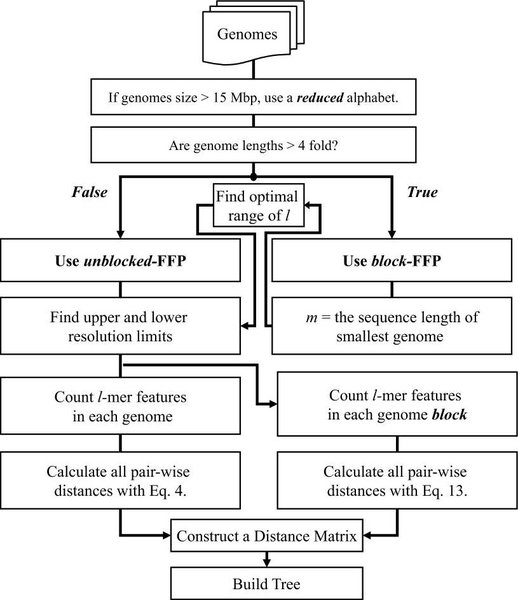 Genomes
If genomes size > 15 Mbp, use a reduced alphabet.
Are genome lengths > 4 fold?
False
Find optimal
range of l
True
Use unblocked-FFP
Use block-FFP
Find upper and lower
resolution limits
m = the sequence length of
smallest genome
Count l-mer features
in each genome
Count l-mer features
in each genome block
Calculate all pair-wise
distances with Eq. 4.
Calculate all pair-wise
distances with Eq. 13.
Construct a Distance Matrix
Build Tree